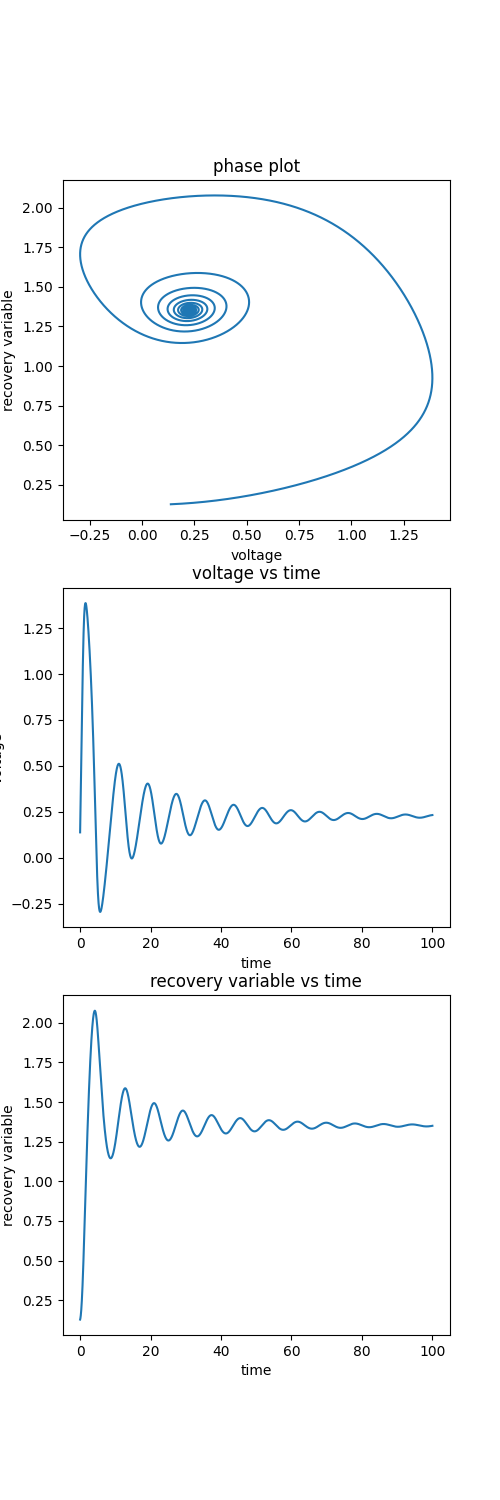 phase plot
2.00
1.75
1.50
1.25
1.00
0.75
0.50
0.25
recovery variable
−0.25 0.00 0.25 0.50 0.75 1.00 1.25
voltage
voltage vs time
1.25
1.00
0.75
0.50
0.25
0.00
−0.25
0 20 40 60 80 100
time
recovery variable vs time
2.00
1.75
1.50
1.25
1.00
0.75
0.50
0.25
recovery variable
0 20 40 60 80 100
time